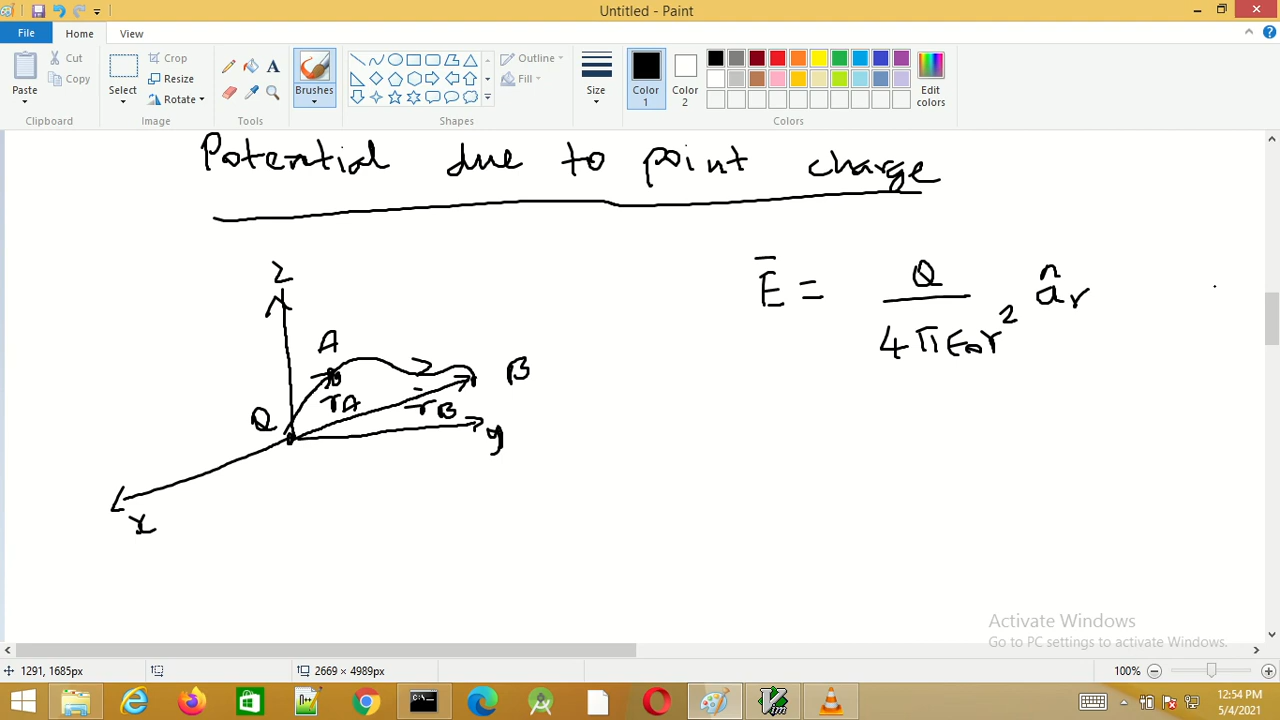 Untitled - Paint
File Home View
Paste Cut Copy Select Crop Resize Rotate Brushes Outline Fill Size Color 1 Color 2 Edit colors
Clipboard Image Tools Shapes Colors
Potential due to point charge
z
A
B
Q
rA
rB
y
x
E̅ = Q / 4πε0r² âr
Activate Windows
Go to PC settings to activate Windows.
1291, 1685px 2669 × 4989px 100%
12:54 PM
5/4/2021